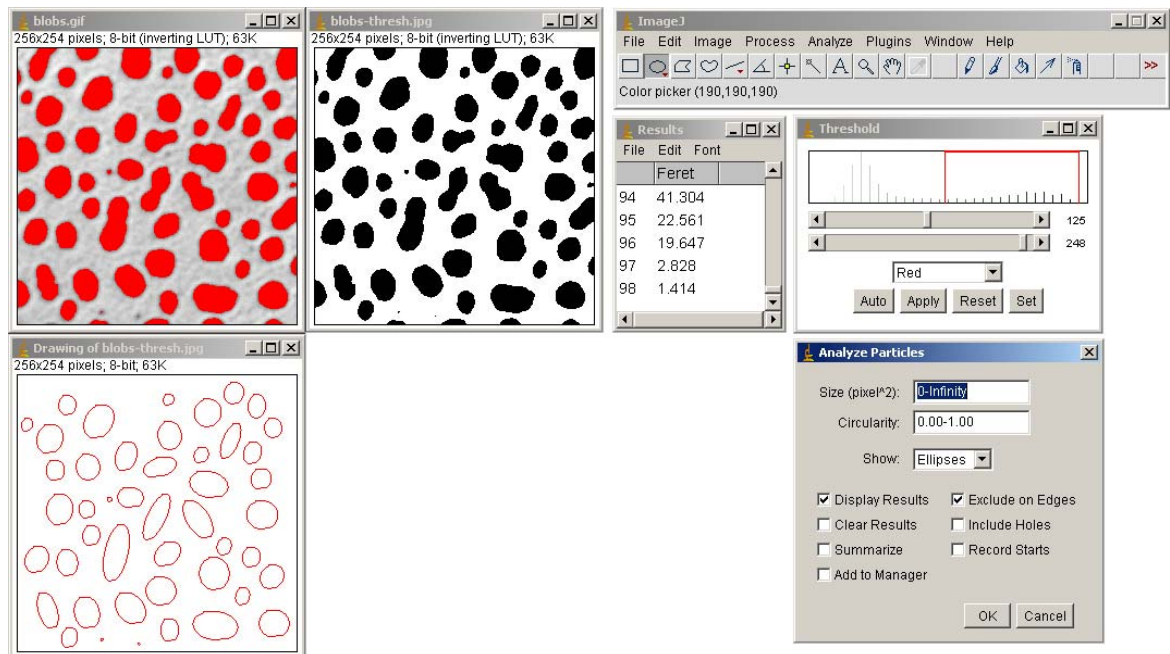 blobs.gif
256x254 pixels; 8-bit (inverting LUT); 63K
blobs-thresh.jpg
256x254 pixels; 8-bit (inverting LUT); 63K
ImageJ
File Edit Image Process Analyze Plugins Window Help
A >>
Color picker (190,190,190)
Results
File Edit Font
Feret
94 41.304
95 22.561
96 19.647
97 2.828
98 1.414
Threshold
125
248
Red
Auto Apply Reset Set
Drawing of blobs-thresh.jpg
256x254 pixels; 8-bit; 63K
Analyze Particles
Size (pixel^2): 0-Infinity
Circularity: 0.00-1.00
Show: Ellipses
Display Results Exclude on Edges
Clear Results Include Holes
Summarize Record Starts
Add to Manager
OK Cancel